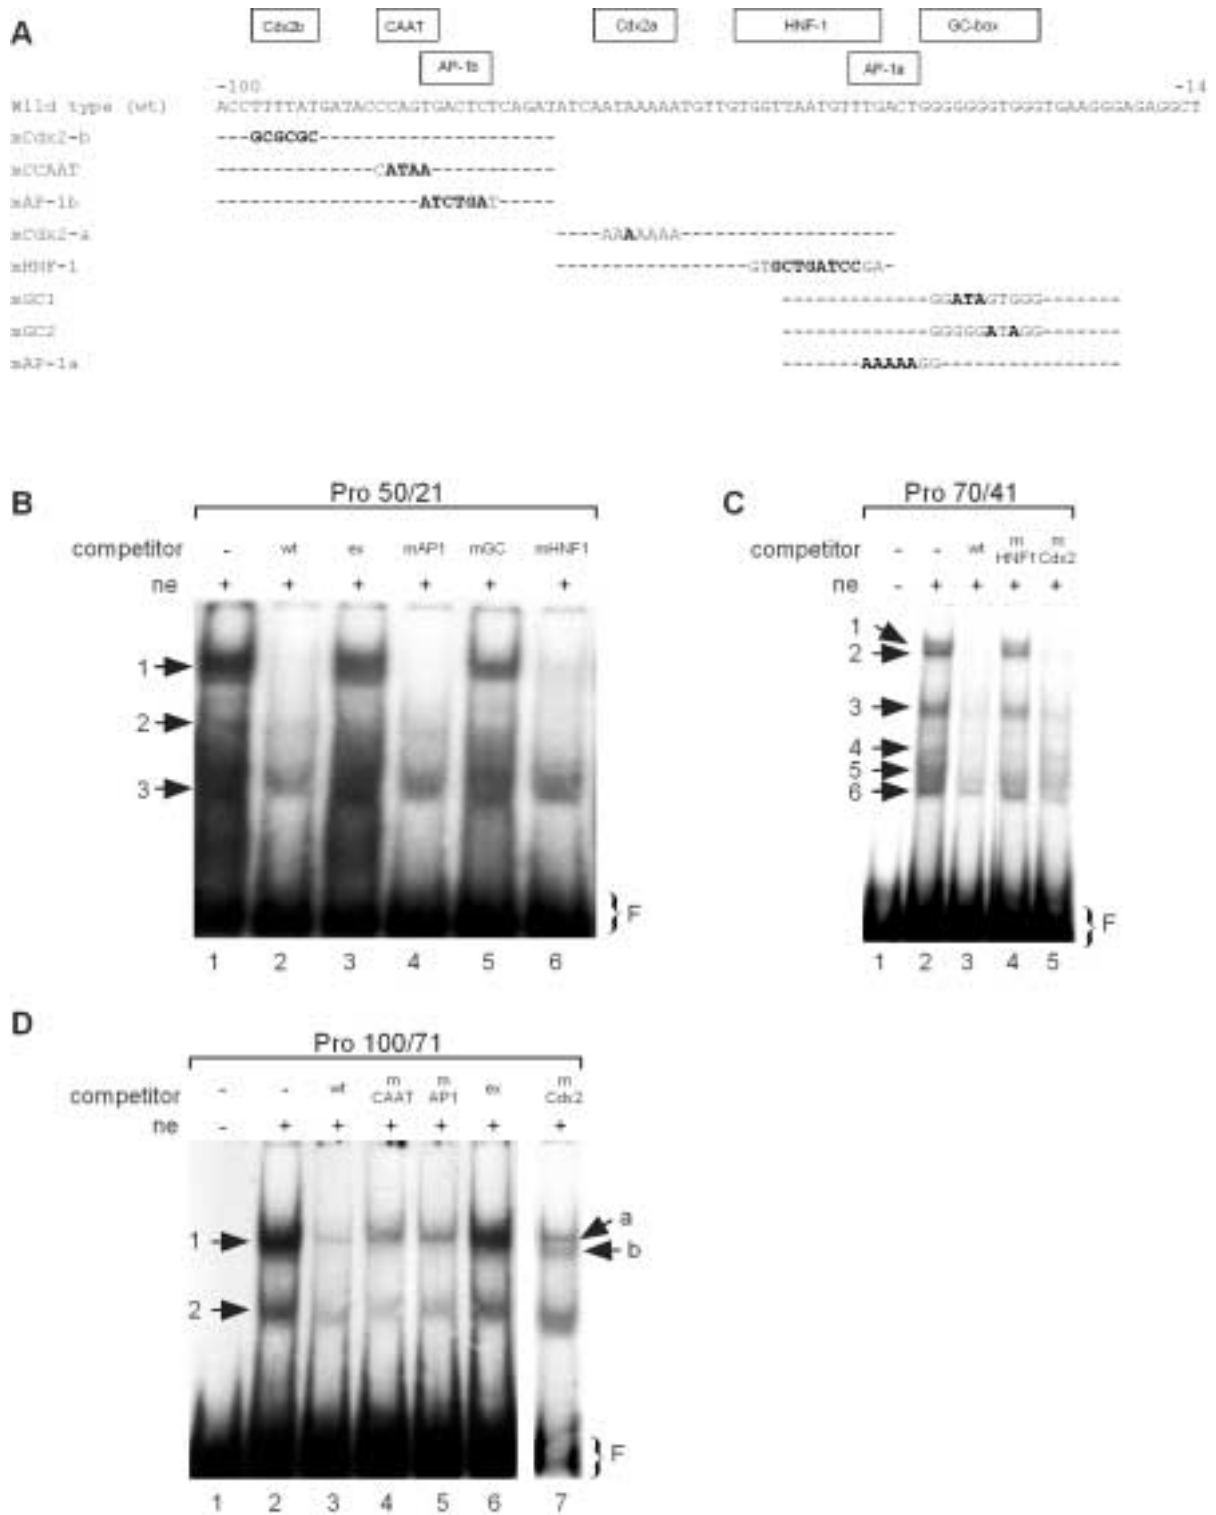 A
Cdx2b CAAT Cdx2a HNF-1 GC-box
AP-1b AP-1a
-100 -14
Wild type (wt) ACCTTTTATGATACCCAGTGACTCTCAGATATCAATAAAAATGTTGTGGTTAATGTTTGACTGGGGGGGTGGGTGAAGGGAGAGGCT
mCdx2-b ---GCGCGC---------------------
mCCAAT --------------CATAA-----------
mAP-1b ------------------ATCTGAT-----
mCdx2-a ----AAAAAAA-------------------
mHNF-1 -----------------GTGCTGATCCGA-
mGC1 -------------GGATAGTGGG-------
mGC2 -------------GGGGGATAGG-------
mAP-1a -------AAAAAGG----------------
B
Pro 50/21
competitor - wt ex mAP1 mGC mHNF1
ne + + + + + +
1
2
3
F
1 2 3 4 5 6
C
Pro 70/41
competitor - - wt m HNF1 m Cdx2
ne - + + + +
1
2
3
4
5
6
F
1 2 3 4 5
D
Pro 100/71
competitor - - wt m CAAT m AP1 ex m Cdx2
ne - + + + + + +
1
a
b
2
F
1 2 3 4 5 6 7